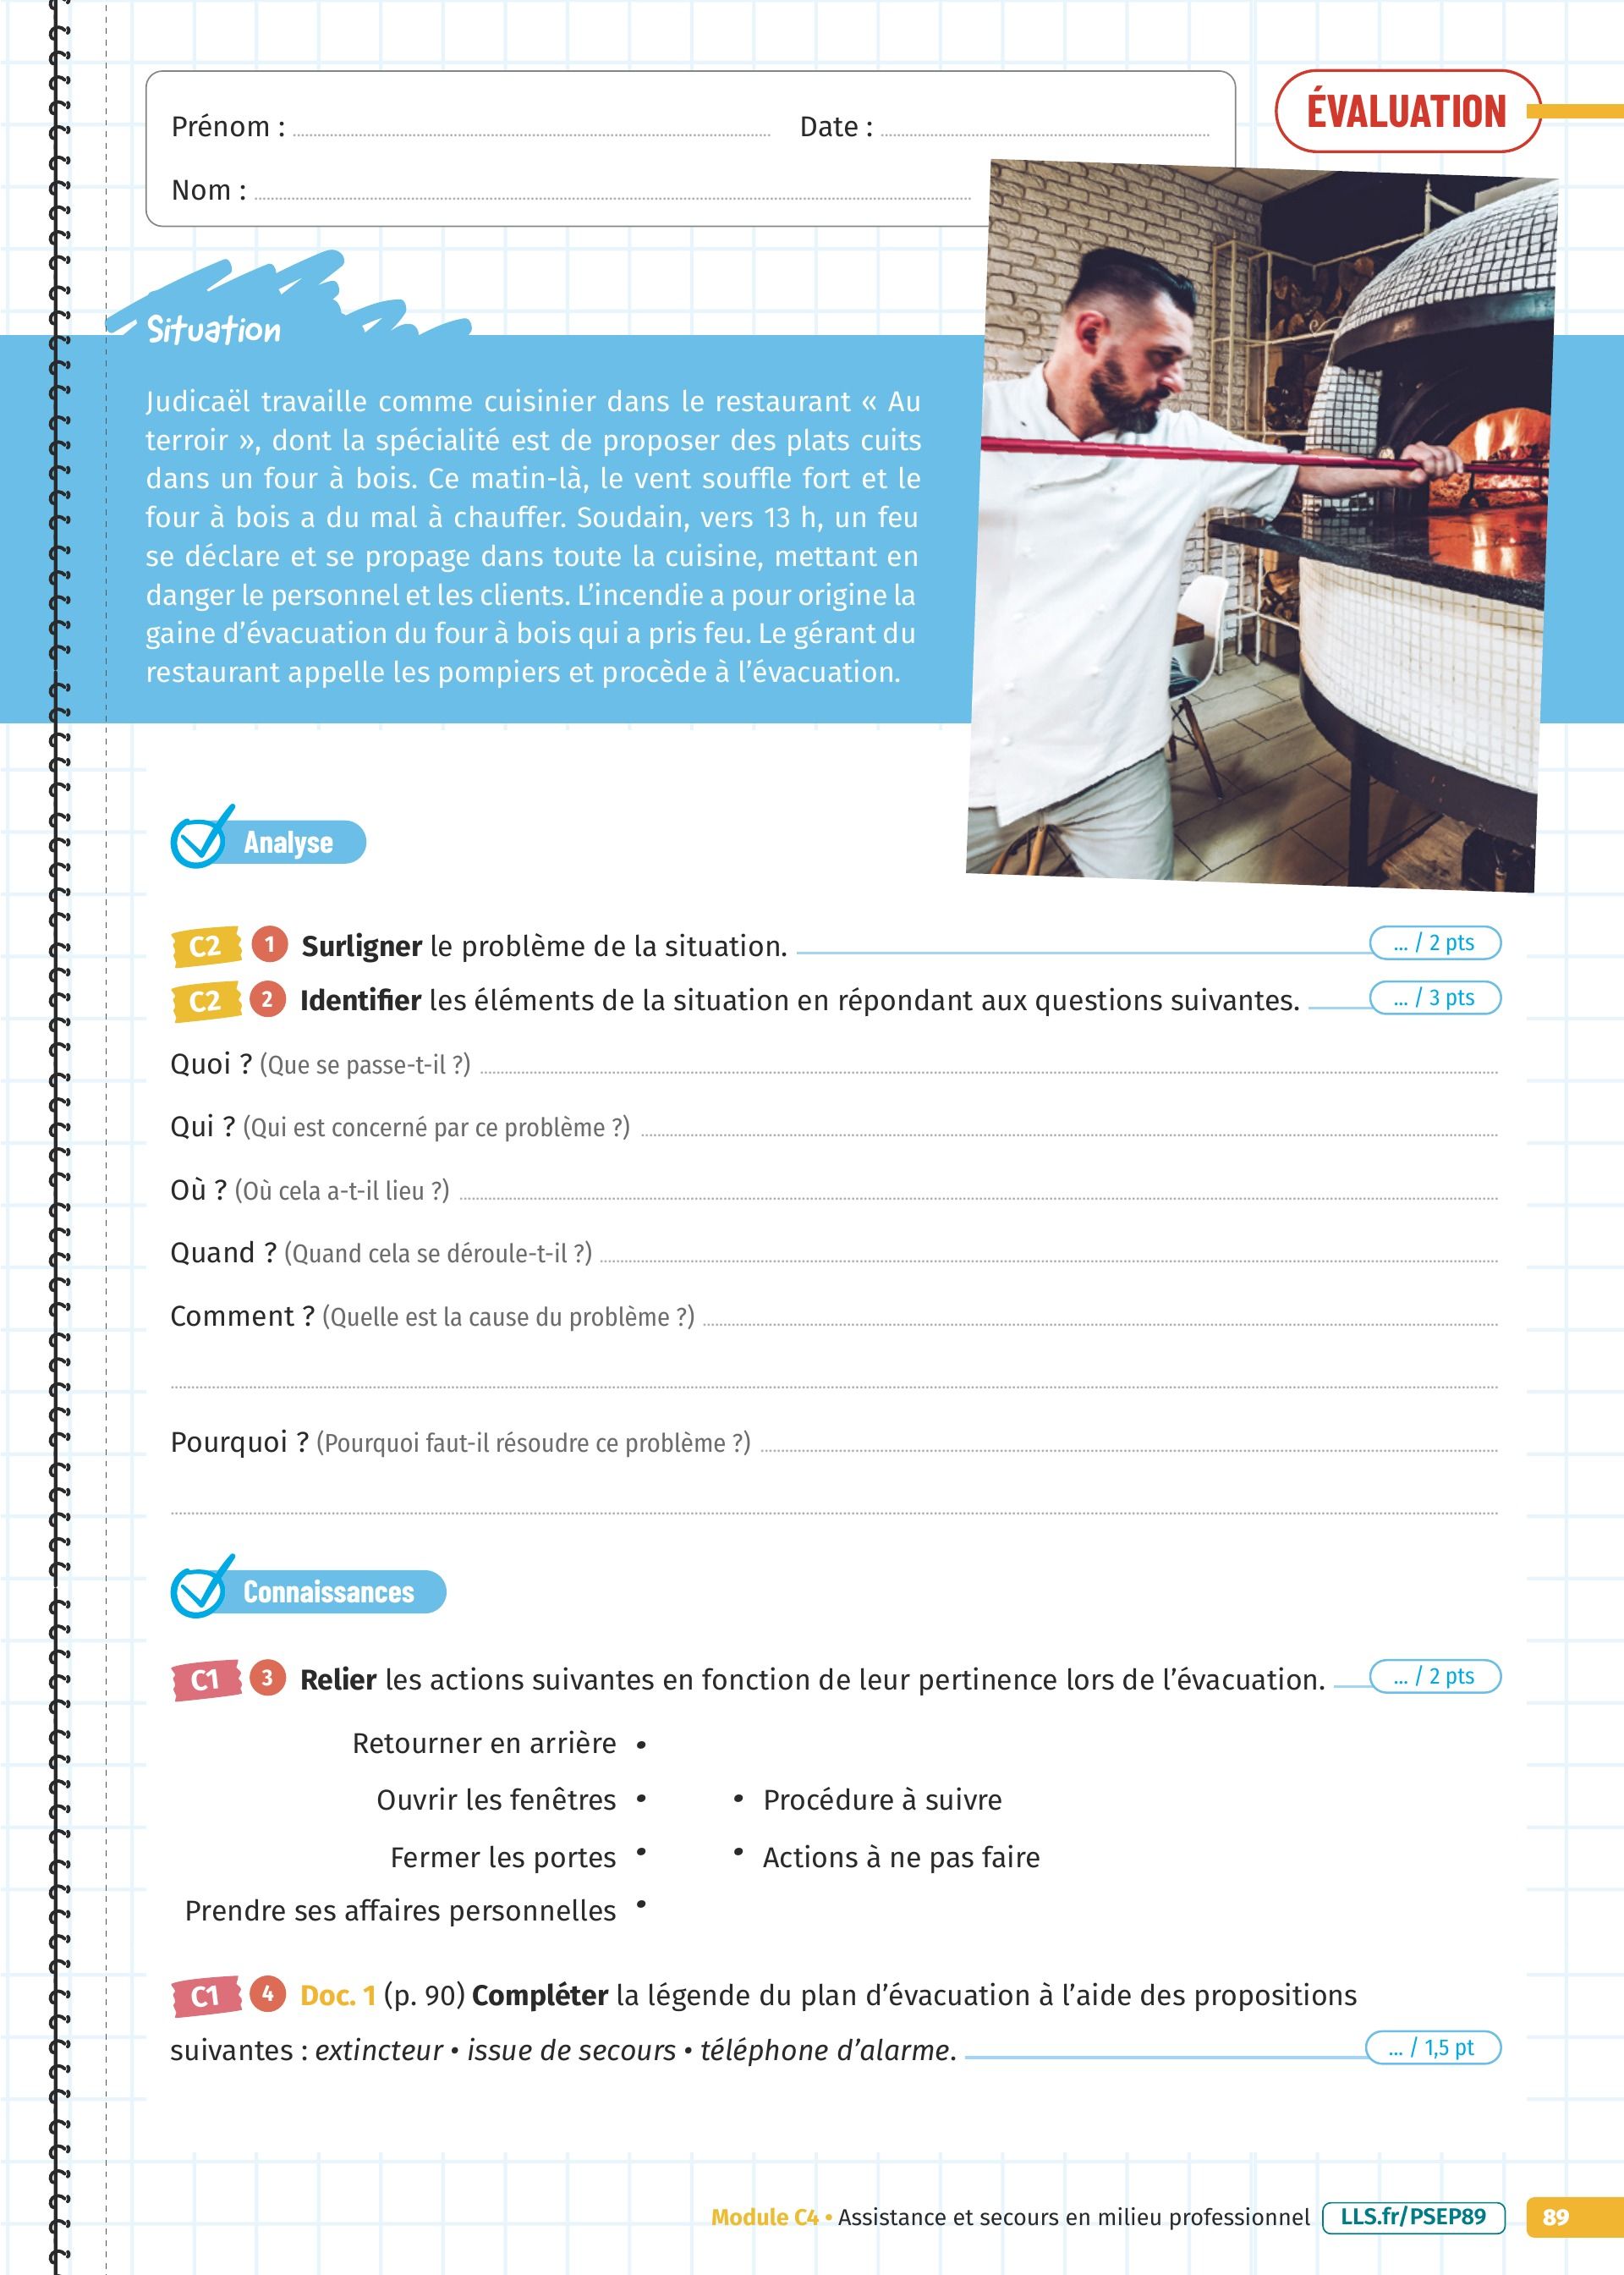 Prénom :
Date :
ÉVALUATION
Nom :
Situation
Judicaël travaille comme cuisinier dans le restaurant « Au
terroir », dont la spécialité est de proposer des plats cuits
dans un four à bois. Ce matin-là, le vent souffle fort et le
four à bois a du mal à chauffer. Soudain, vers 13 h, un feu
se déclare et se propage dans toute la cuisine, mettant en
danger le personnel et les clients. L’incendie a pour origine la
gaine d’évacuation du four à bois qui a pris feu. Le gérant du
restaurant appelle les pompiers et procède à l’évacuation.
Analyse
C2 1 Surligner le problème de la situation. ... / 2 pts
C2 2 Identifier les éléments de la situation en répondant aux questions suivantes. ... / 3 pts
Quoi ? (Que se passe-t-il ?)
Qui ? (Qui est concerné par ce problème ?)
Où ? (Où cela a-t-il lieu ?)
Quand ? (Quand cela se déroule-t-il ?)
Comment ? (Quelle est la cause du problème ?)
Pourquoi ? (Pourquoi faut-il résoudre ce problème ?)
Connaissances
C1 3 Relier les actions suivantes en fonction de leur pertinence lors de l’évacuation. ... / 2 pts
Retourner en arrière •
Ouvrir les fenêtres • • Procédure à suivre
Fermer les portes • • Actions à ne pas faire
Prendre ses affaires personnelles •
C1 4 Doc. 1 (p. 90) Compléter la légende du plan d’évacuation à l’aide des propositions
suivantes : extincteur • issue de secours • téléphone d’alarme. ... / 1,5 pt
Module C4 • Assistance et secours en milieu professionnel LLS.fr/PSEP89 89